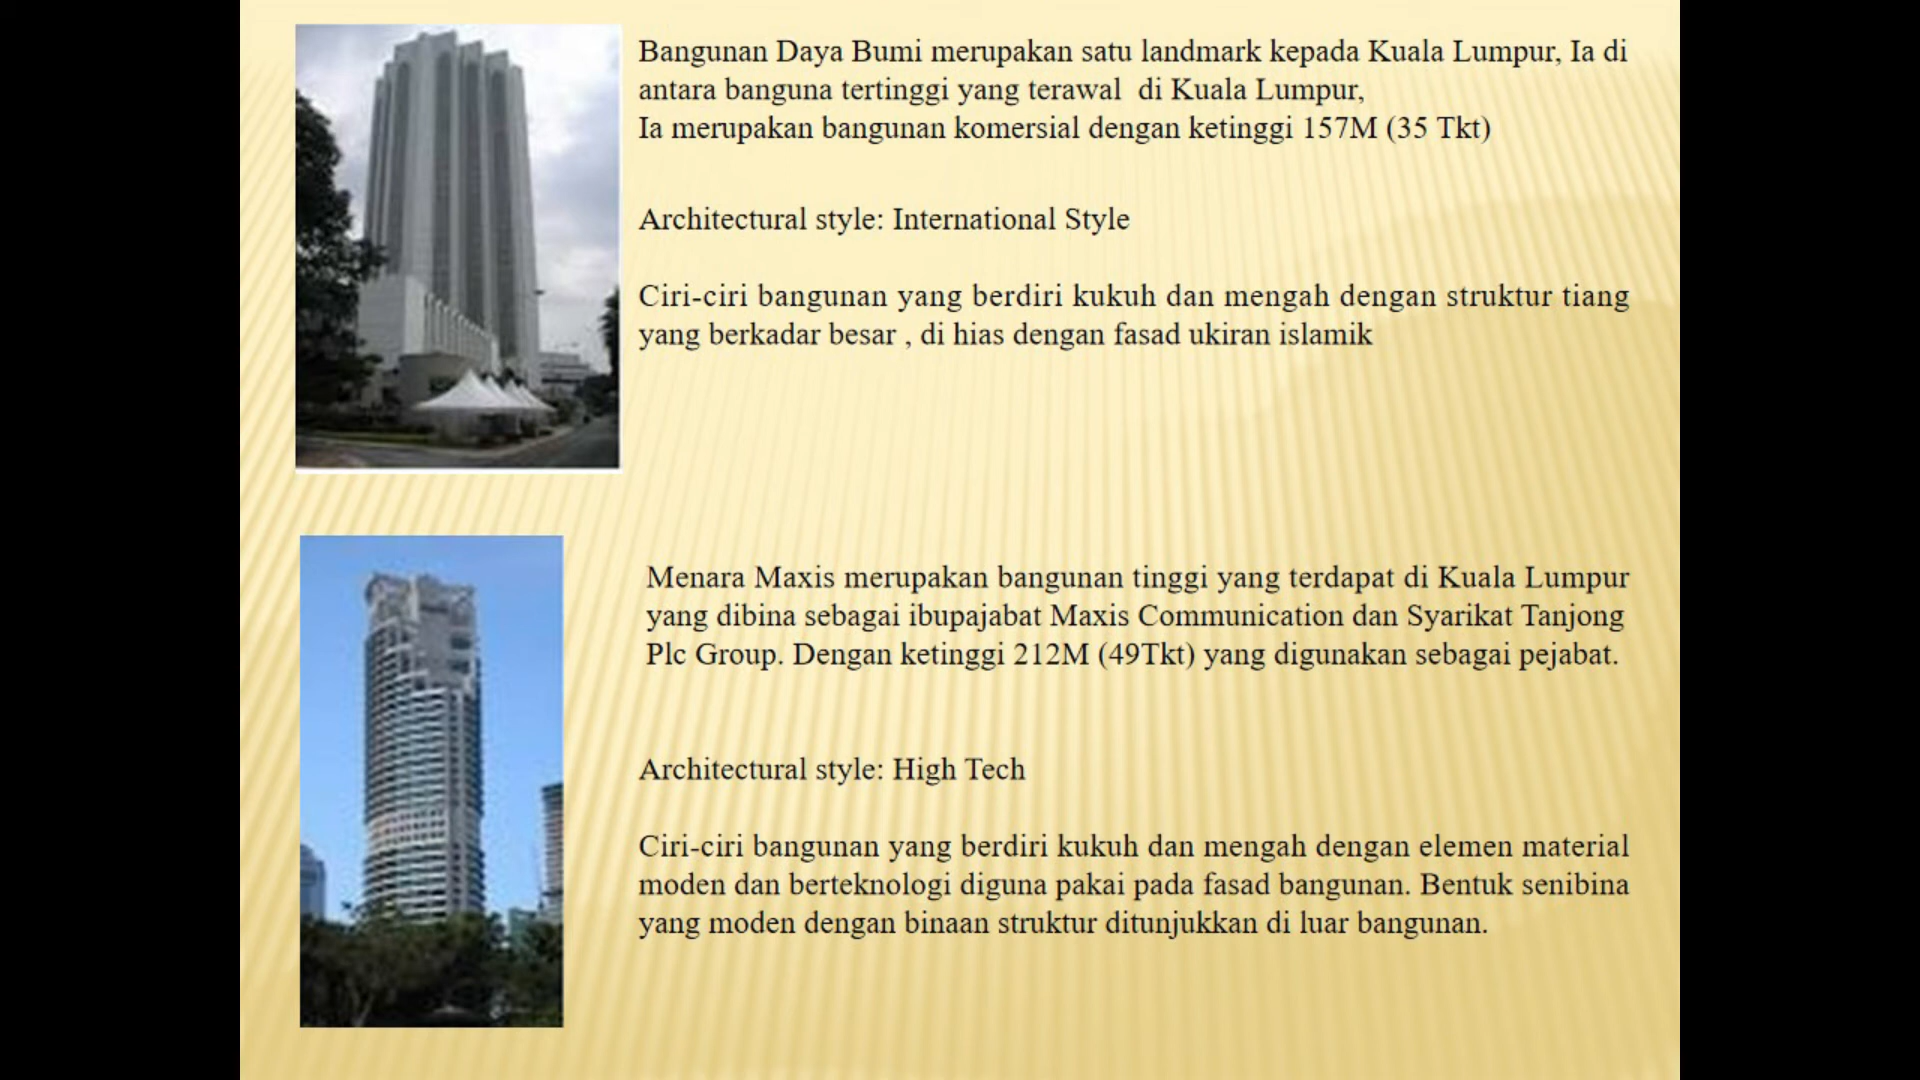 Bangunan Daya Bumi merupakan satu landmark kepada Kuala Lumpur, Ia di
antara banguna tertinggi yang terawal  di Kuala Lumpur,
Ia merupakan bangunan komersial dengan ketinggi 157M (35 Tkt)
Architectural style: International Style
Ciri-ciri bangunan yang berdiri kukuh dan mengah dengan struktur tiang
yang berkadar besar , di hias dengan fasad ukiran islamik
Menara Maxis merupakan bangunan tinggi yang terdapat di Kuala Lumpur
yang dibina sebagai ibupajabat Maxis Communication dan Syarikat Tanjong
Plc Group. Dengan ketinggi 212M (49Tkt) yang digunakan sebagai pejabat.
Architectural style: High Tech
Ciri-ciri bangunan yang berdiri kukuh dan mengah dengan elemen material
moden dan berteknologi diguna pakai pada fasad bangunan. Bentuk senibina
yang moden dengan binaan struktur ditunjukkan di luar bangunan.